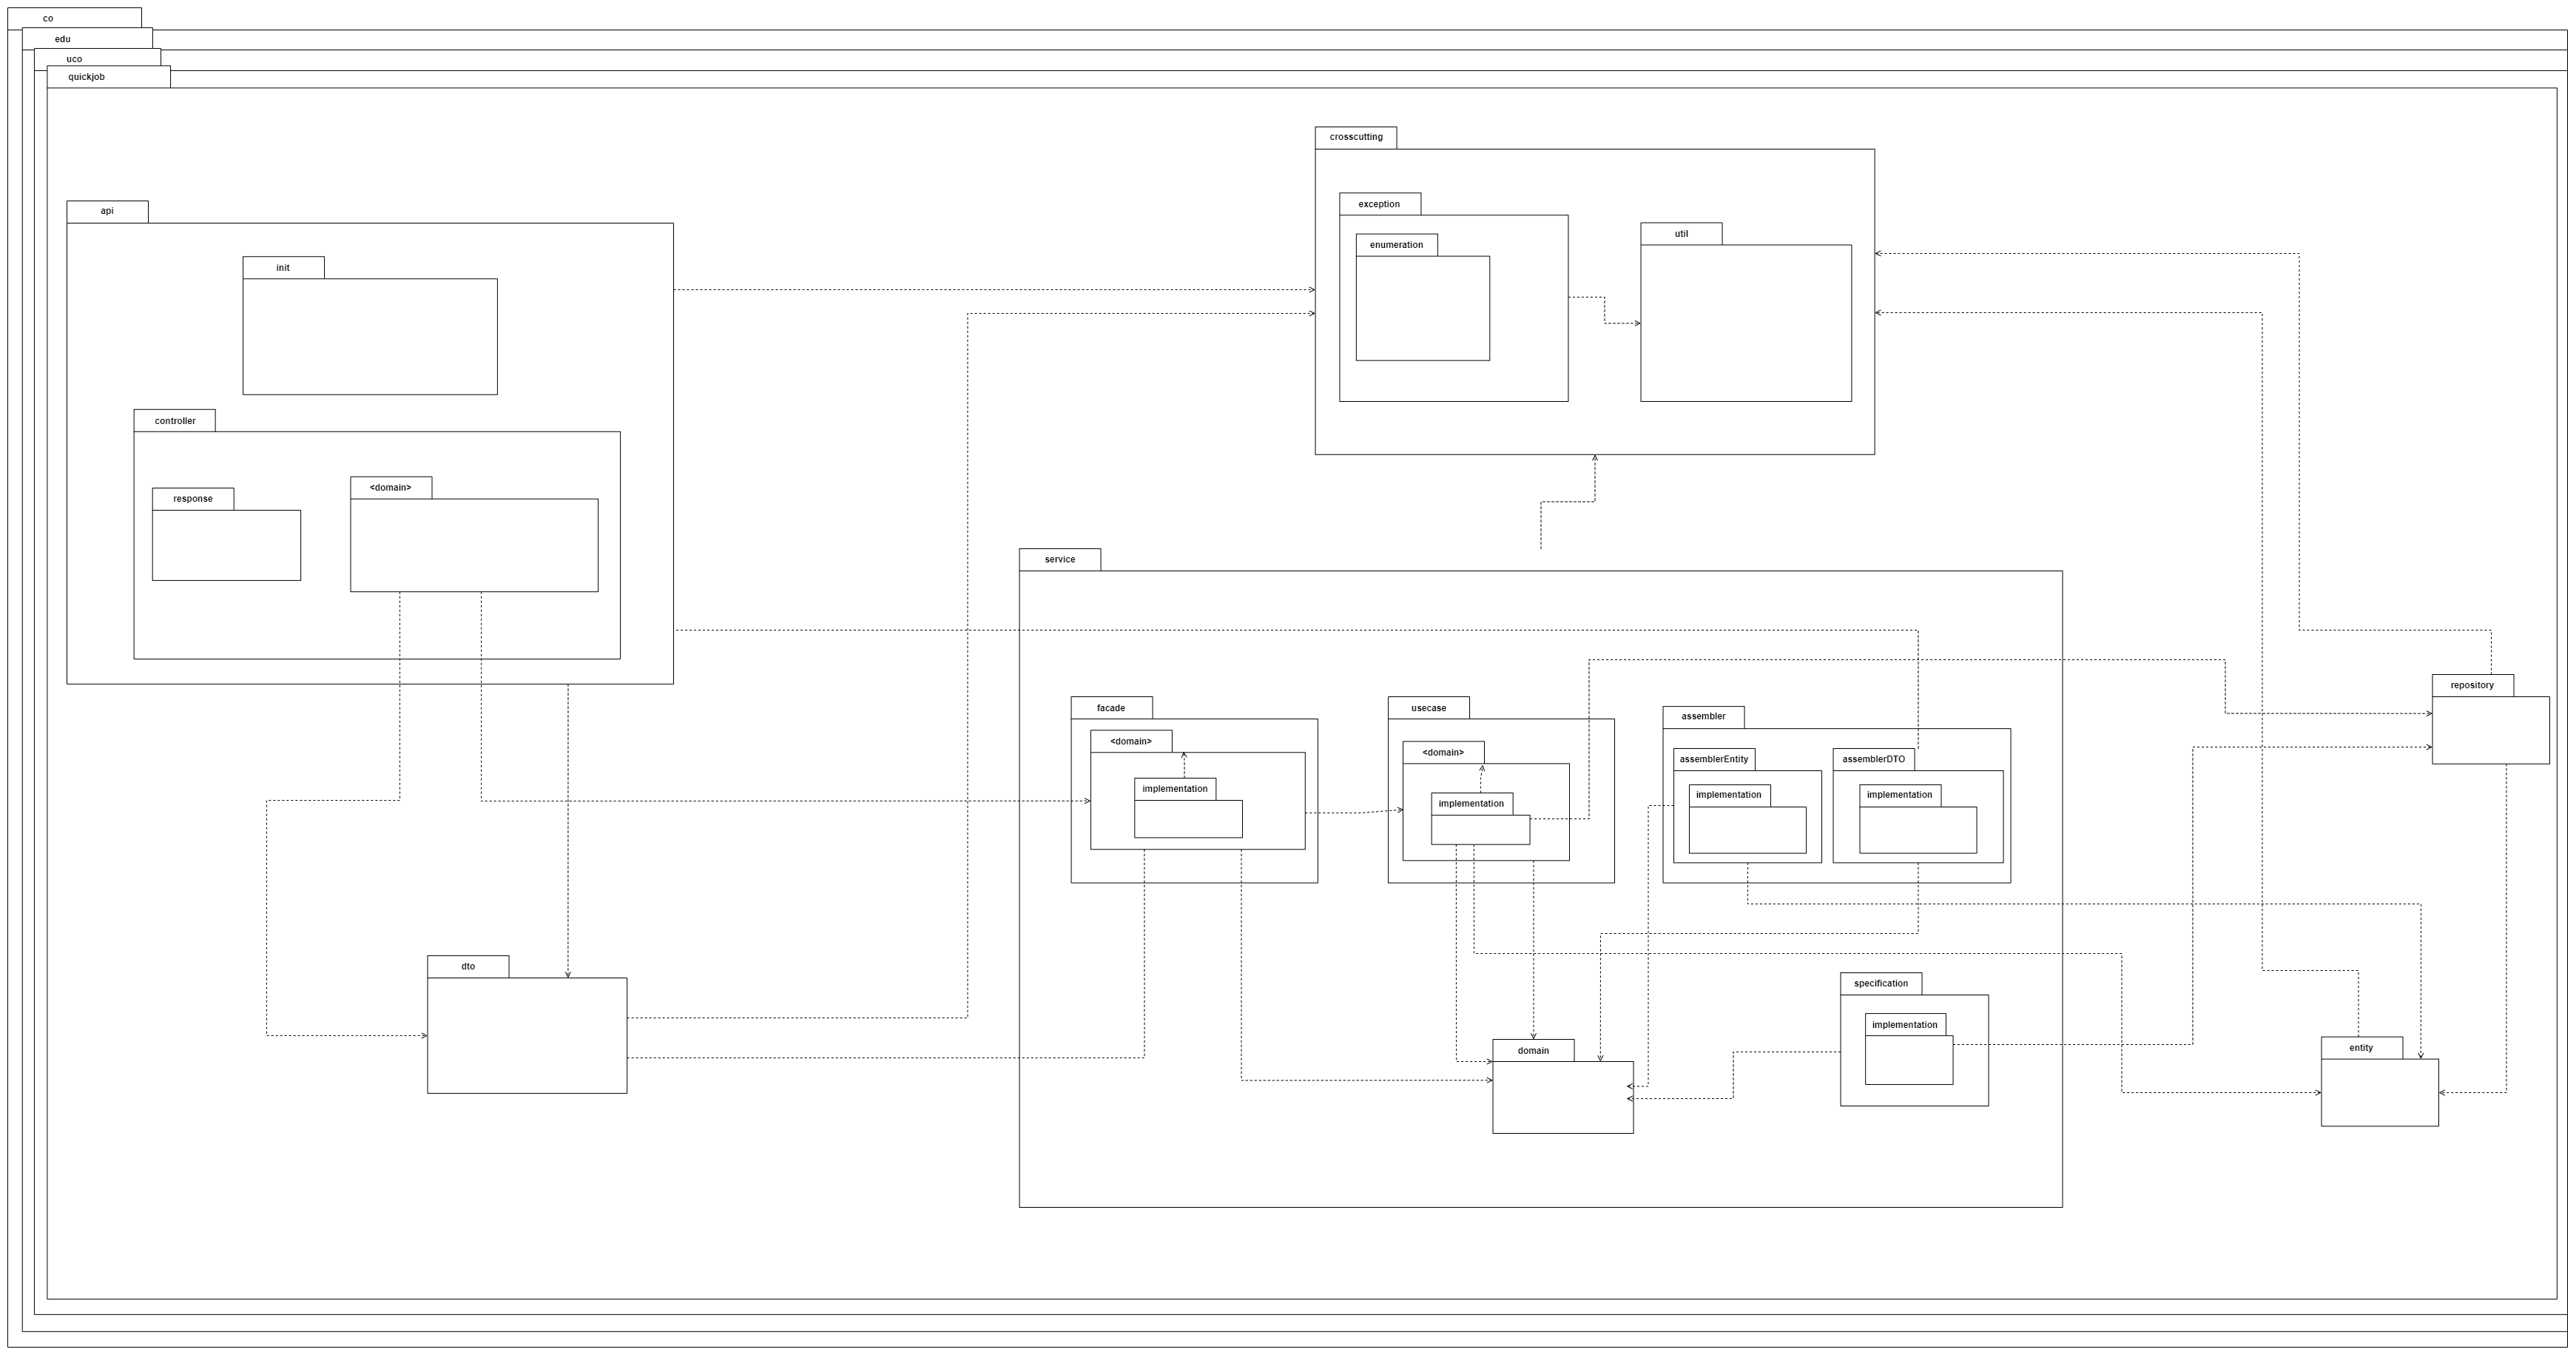 co
edu
uco
quickjob
crosscutting
api
exception
enumeration
util
init
controller
response
<domain>
service
facade
usecase
assembler
repository
<domain>
<domain>
assemblerEntity
assemblerDTO
implementation
implementation
implementation
implementation
dto
specification
implementation
domain
entity